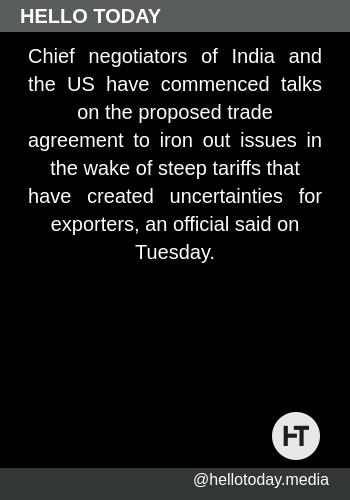 HELLO TODAY
Chief negotiators of India and
the US have commenced talks
on the proposed trade
agreement to iron out issues in
the wake of steep tariffs that
have created uncertainties for
exporters, an official said on
Tuesday.
HT
@hellotoday.media